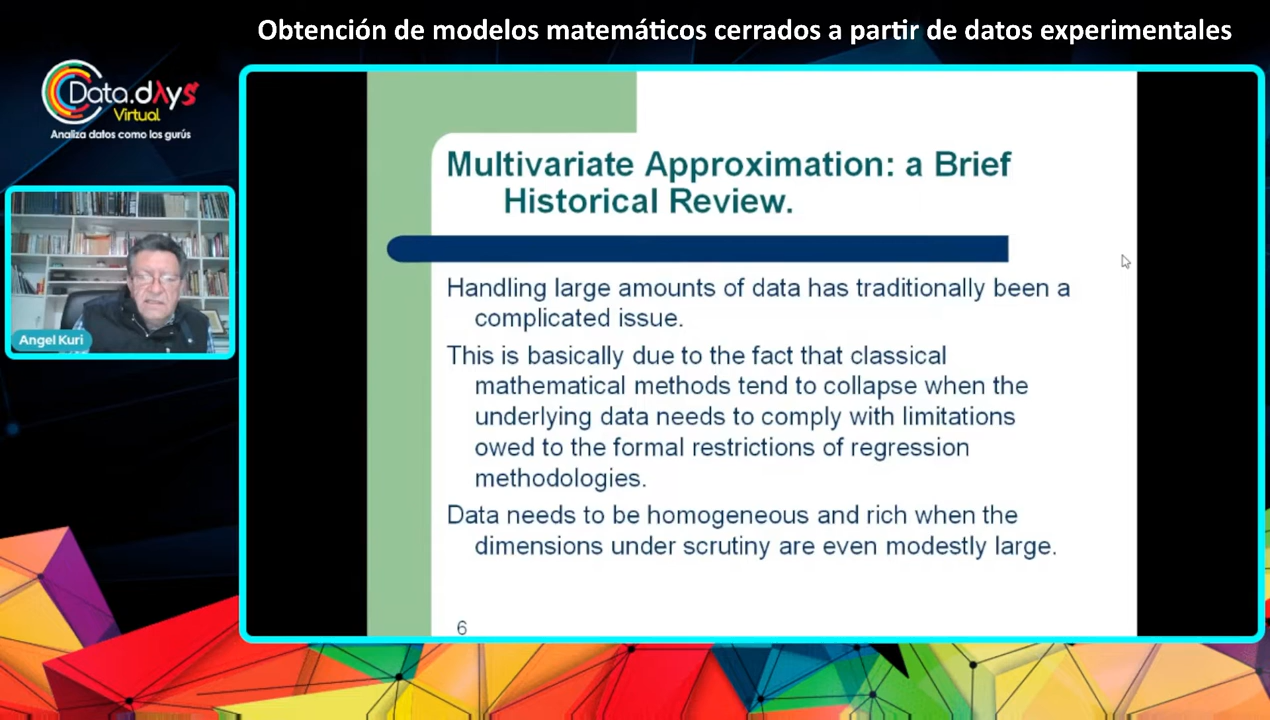 Obtención de modelos matemáticos cerrados a partir de datos experimentales
Data.dAys
Virtual
Analiza datos como los gurús
Angel Kuri
Multivariate Approximation: a Brief
Historical Review.
Handling large amounts of data has traditionally been a
complicated issue.
This is basically due to the fact that classical
mathematical methods tend to collapse when the
underlying data needs to comply with limitations
owed to the formal restrictions of regression
methodologies.
Data needs to be homogeneous and rich when the
dimensions under scrutiny are even modestly large.
6